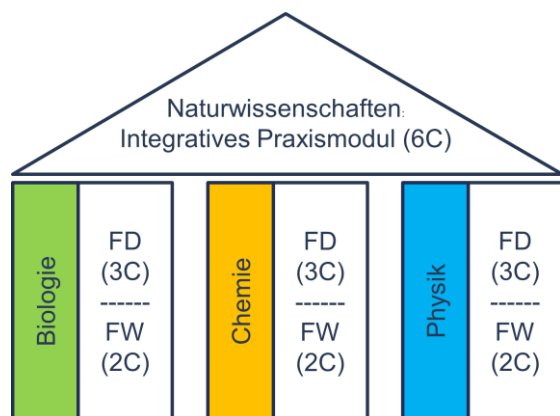 Naturwissenschaften:
Integratives Praxismodul (6C)
Biologie
FD
(3C)
------
FW
(2C)
Chemie
FD
(3C)
------
FW
(2C)
Physik
FD
(3C)
------
FW
(2C)